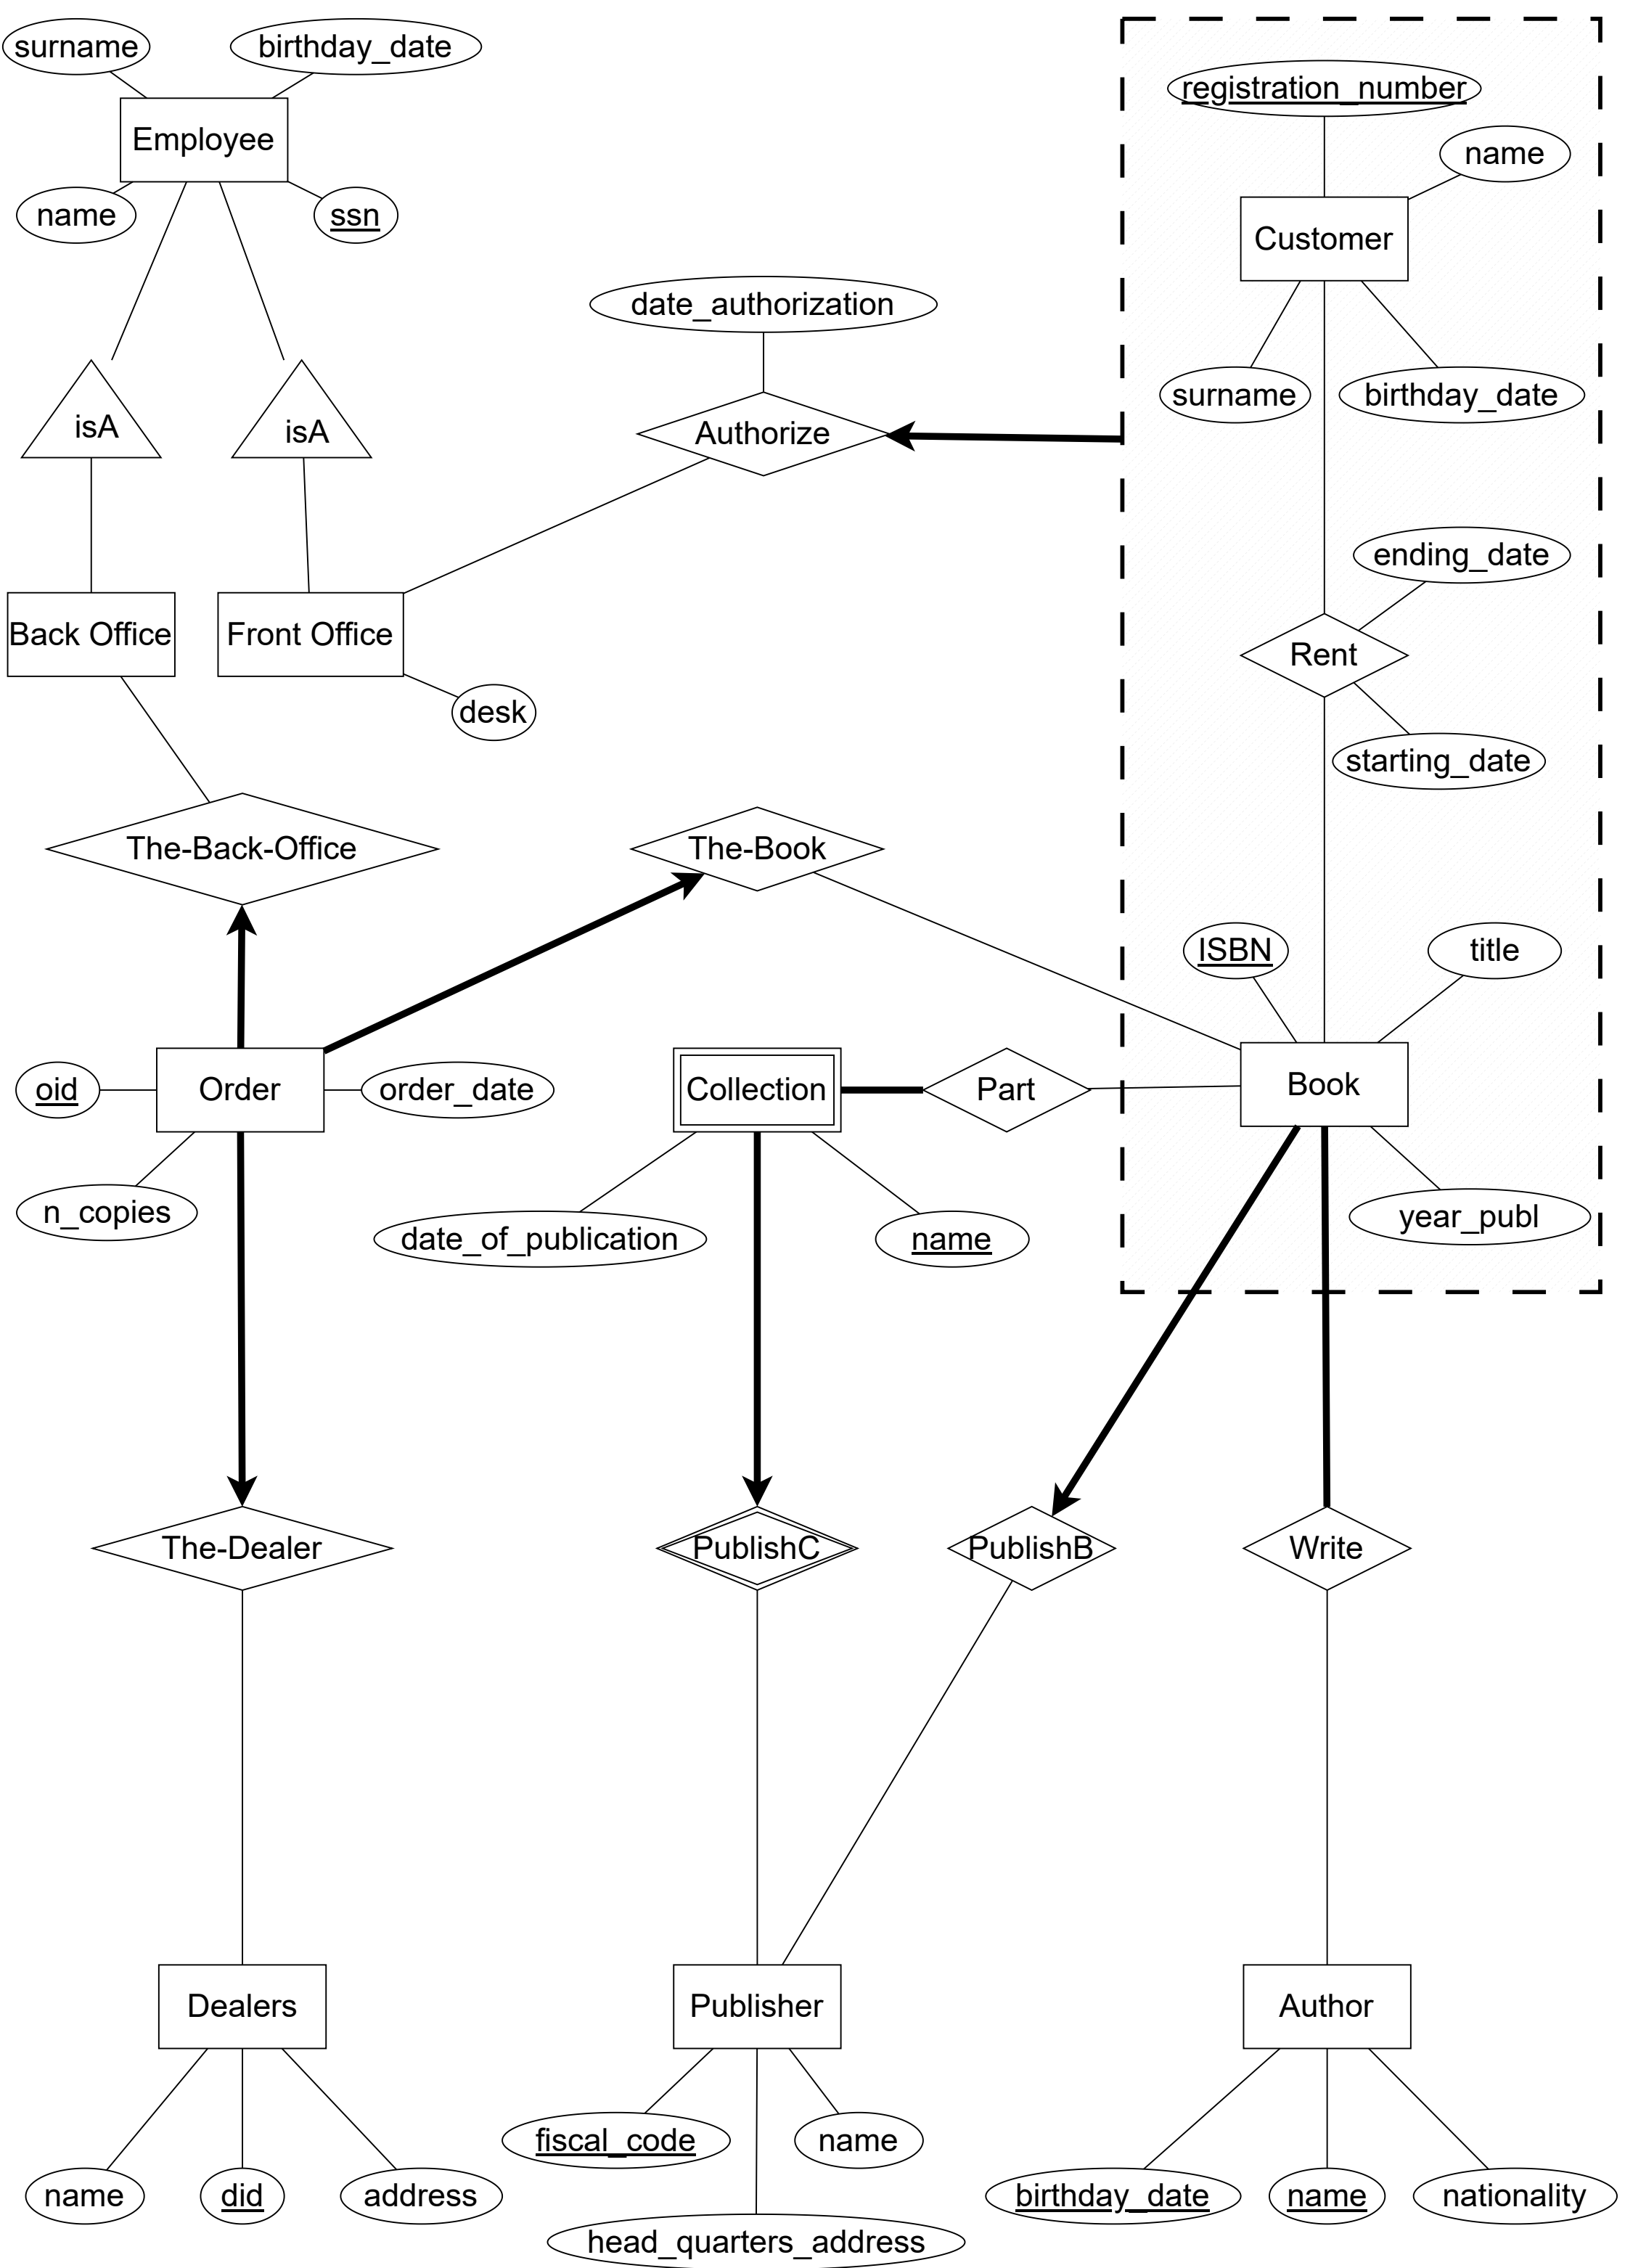 surname
birthday_date
Employee
name
ssn
registration_number
name
Customer
surname
birthday_date
date_authorization
Authorize
isA
isA
ending_date
Rent
starting_date
Back Office
Front Office
desk
The-Back-Office
The-Book
ISBN
title
oid
Order
order_date
Collection
Part
Book
n_copies
date_of_publication
name
year_publ
The-Dealer
PublishC
PublishB
Write
Dealers
Publisher
Author
fiscal_code
name
name
did
address
birthday_date
name
nationality
head_quarters_address